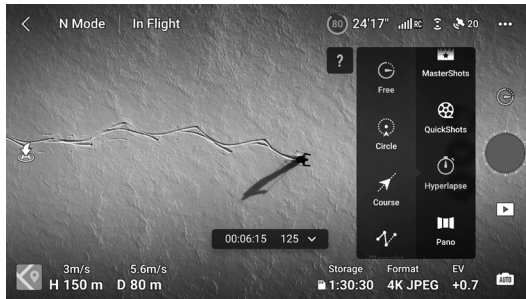 N Mode
In Flight
80
24'17"
RC
20
?
MasterShots
Free
QuickShots
Circle
Hyperlapse
Course
Pano
00:06:15 125
3m/s 5.6m/s
H 150 m D 80 m
Storage Format EV
1:30:30 4K JPEG +0.7
AUTO